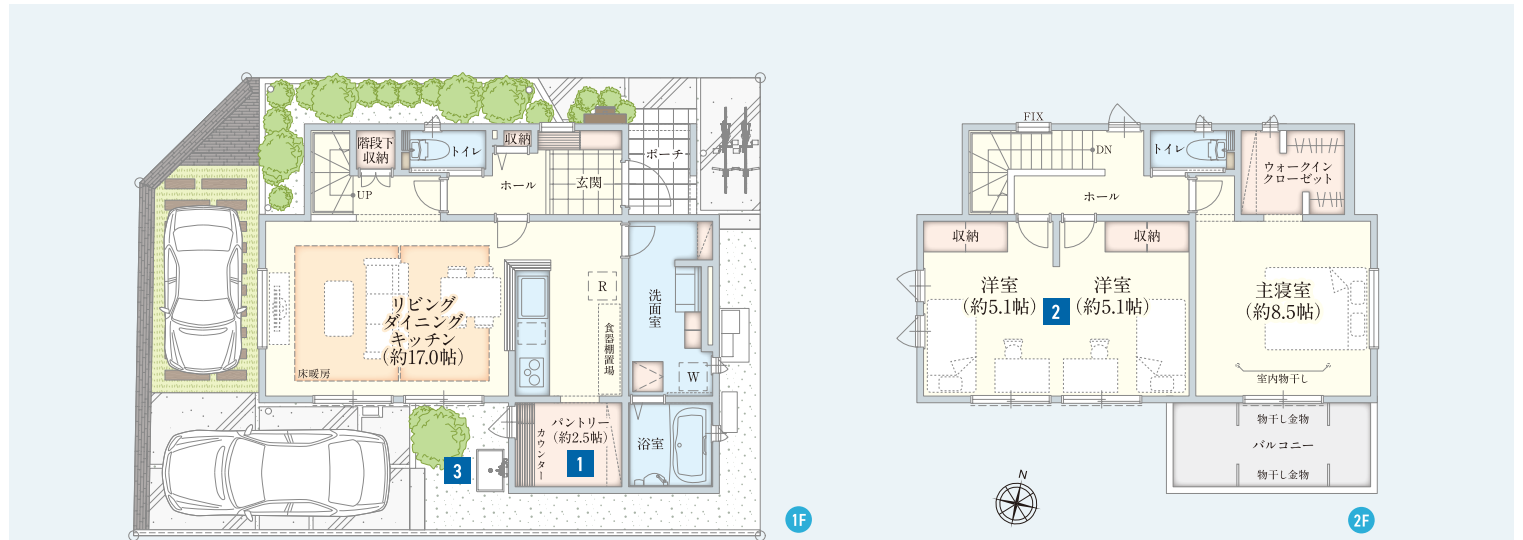 階段下
収納
トイレ
収納
ポーチ
ホール
玄関
UP
リビング
ダイニング
キッチン
(約17.0帖)
床暖房
R
食器棚置場
洗面室
W
パントリー
(約2.5帖)
カウンター
1
浴室
3
1F
FIX
DN
トイレ
ウォークイン
クローゼット
ホール
収納
収納
洋室
(約5.1帖)
2
洋室
(約5.1帖)
主寝室
(約8.5帖)
室内物干し
物干し金物
バルコニー
物干し金物
N
2F